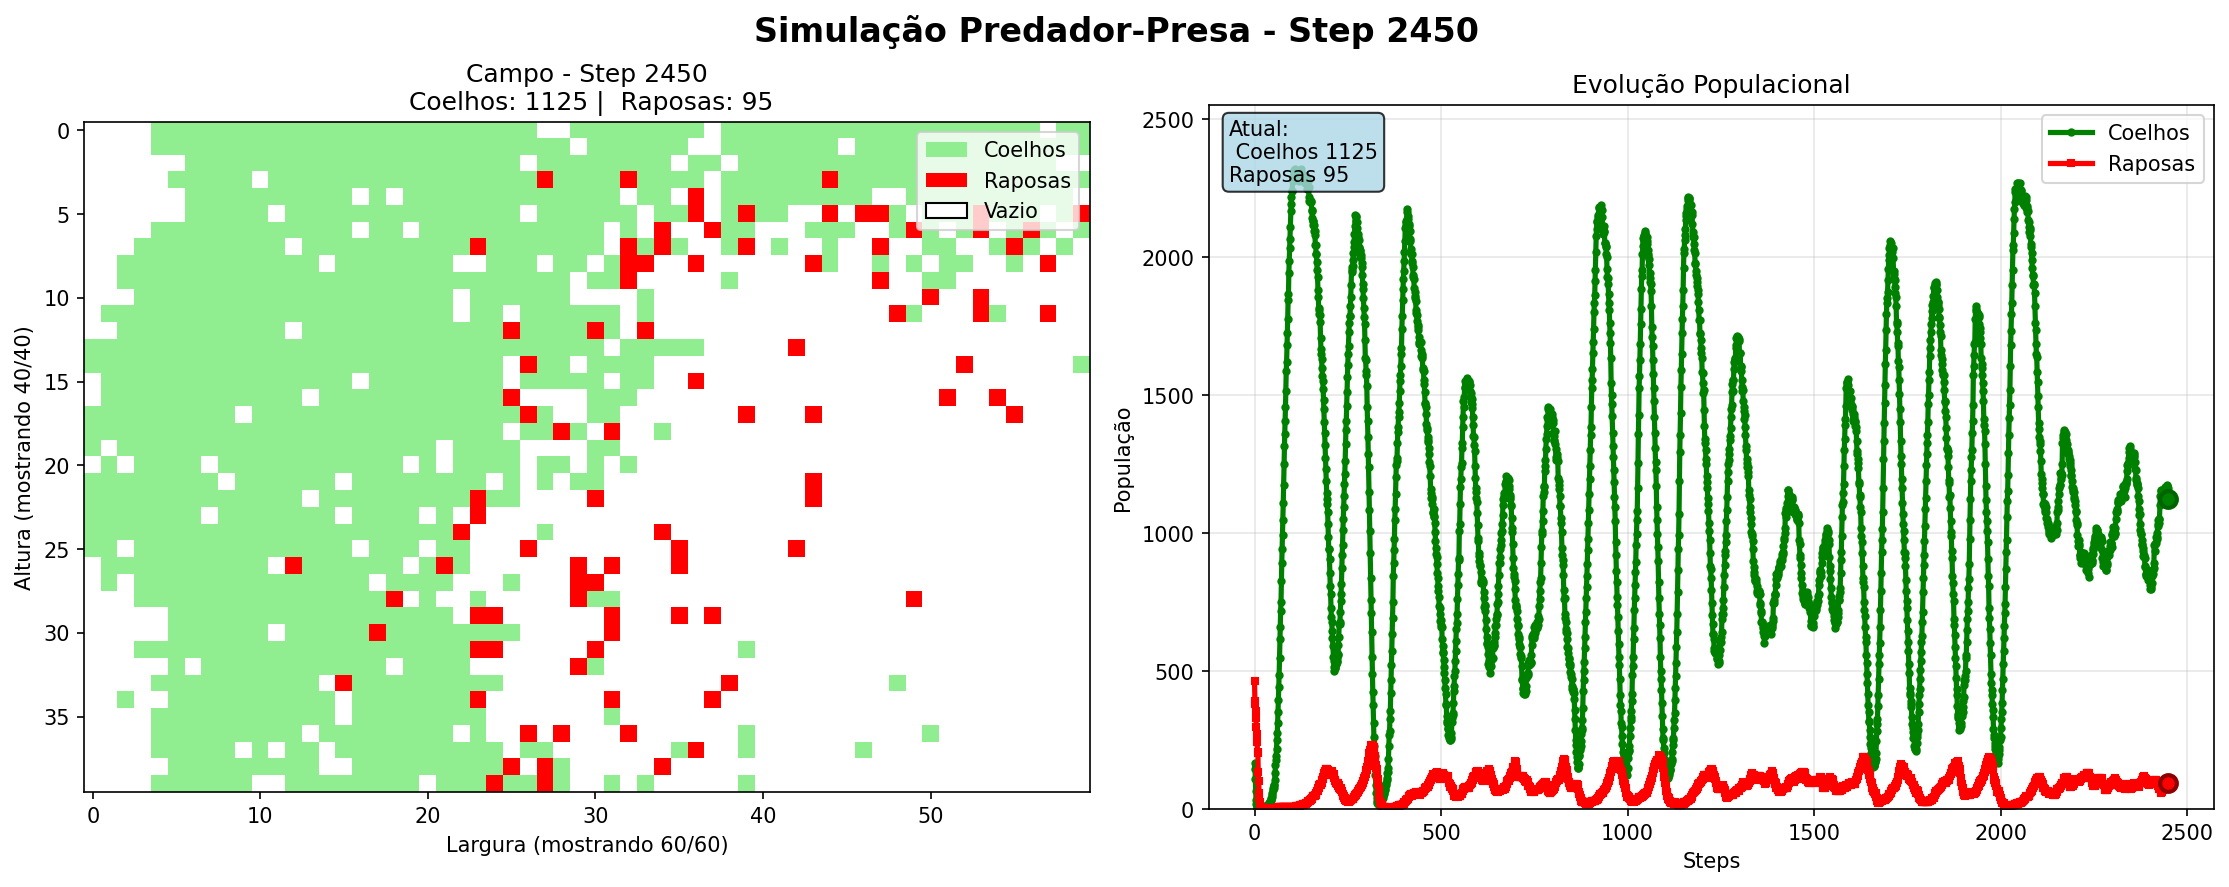 Simulação Predador-Presa - Step 2450
Campo - Step 2450
Coelhos: 1125 |  Raposas: 95
Coelhos
Raposas
Vazio
0
5
10
15
20
25
30
35
Altura (mostrando 40/40)
0
10
20
30
40
50
Largura (mostrando 60/60)
Evolução Populacional
Atual:
Coelhos 1125
Raposas 95
Coelhos
Raposas
2500
2000
1500
1000
500
0
População
0
500
1000
1500
2000
2500
Steps